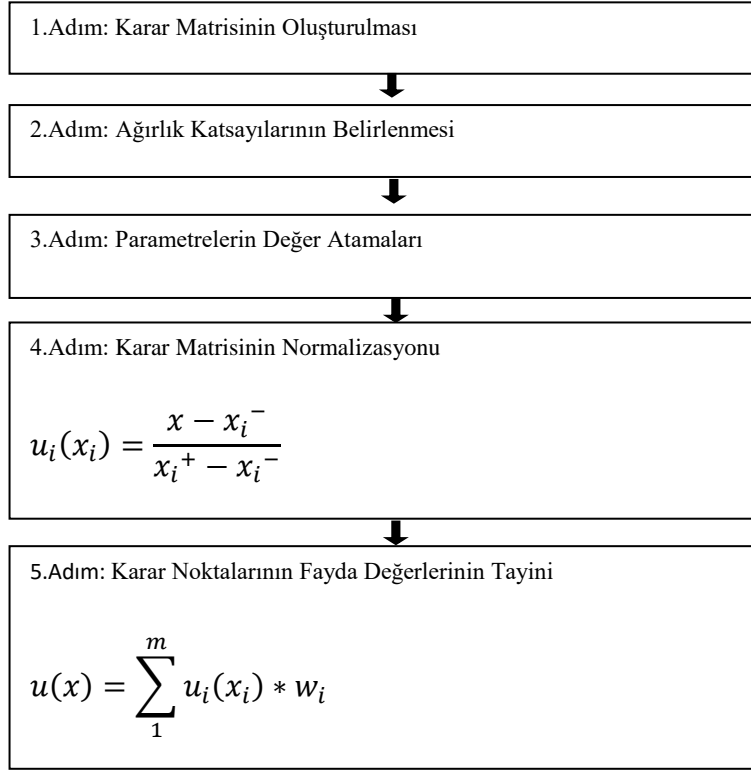 1.Adım: Karar Matrisinin Oluşturulması
2.Adım: Ağırlık Katsayılarının Belirlenmesi
3.Adım: Parametrelerin Değer Atamaları
4.Adım: Karar Matrisinin Normalizasyonu
uᵢ(xᵢ) = (x − xᵢ⁻) / (xᵢ⁺ − xᵢ⁻)
5.Adım: Karar Noktalarının Fayda Değerlerinin Tayini
u(x) = ∑₁ᵐ uᵢ(xᵢ) * wᵢ